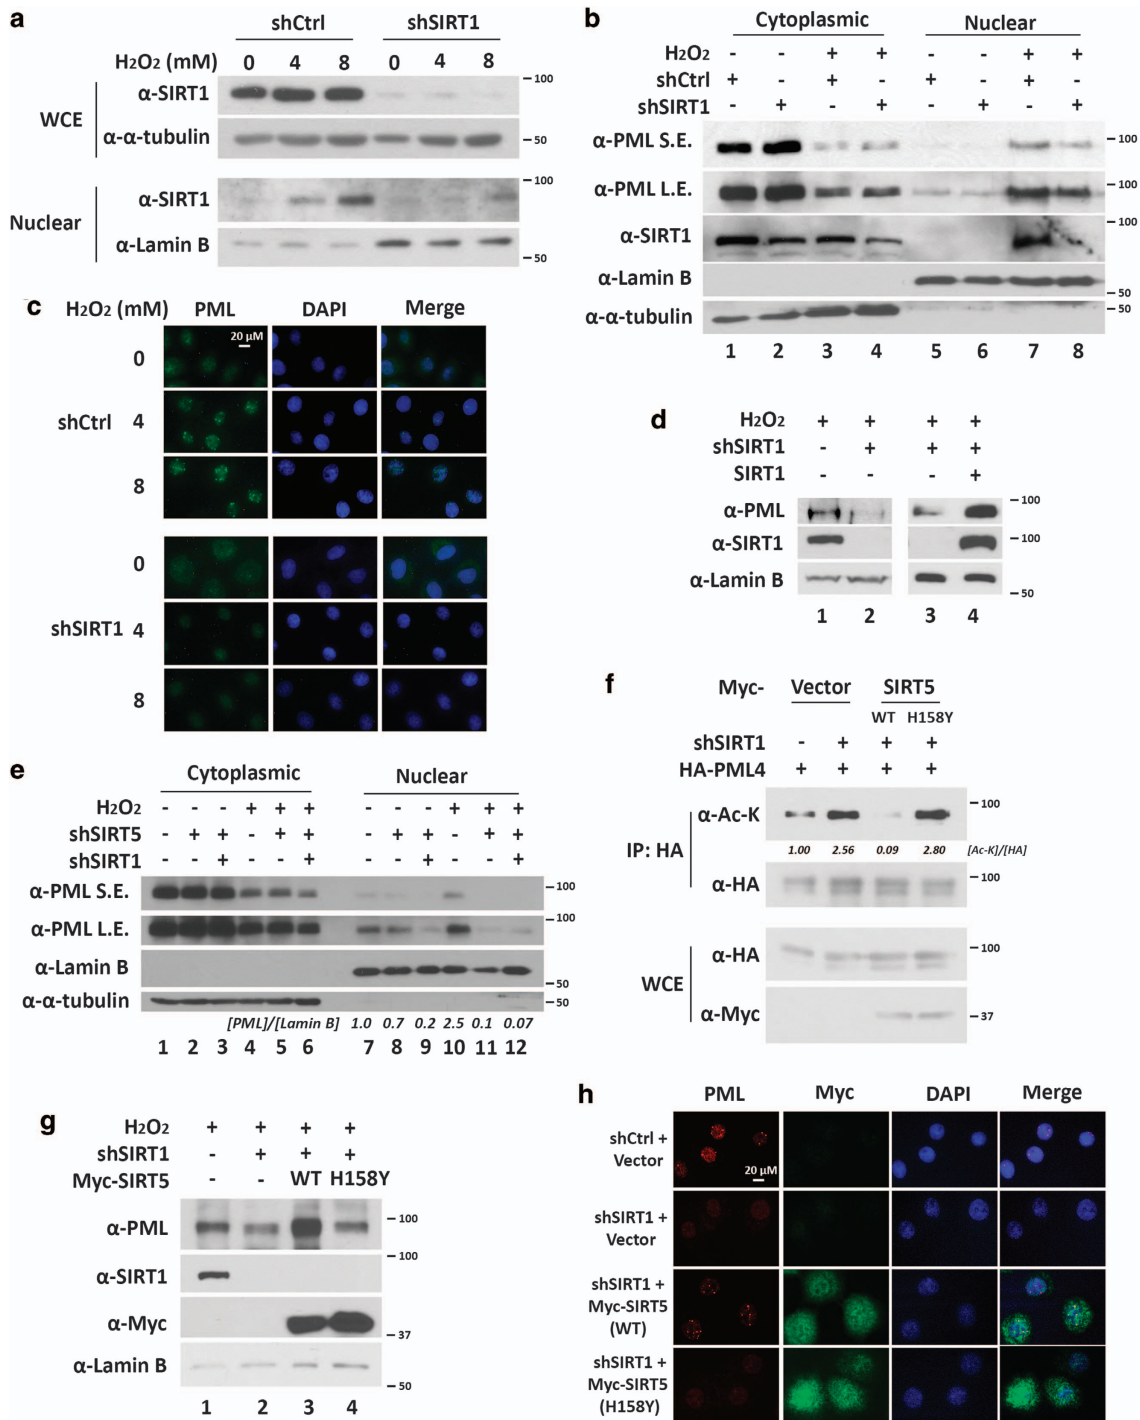 a
shCtrl shSIRT1
H2O2 (mM) 0 4 8 0 4 8
WCE
α-SIRT1
100
α-α-tubulin
50
Nuclear
α-SIRT1
100
α-Lamin B
50
b
Cytoplasmic Nuclear
H2O2 - - + + - - + +
shCtrl + - + - + - + -
shSIRT1 - + - + - + - +
α-PML S.E.
100
α-PML L.E.
100
α-SIRT1
100
α-Lamin B
50
α-α-tubulin
50
1 2 3 4 5 6 7 8
c
H2O2 (mM) PML DAPI Merge
20 µM
0
shCtrl 4
8
0
shSIRT1 4
8
d
H2O2 + + + +
shSIRT1 - + + +
SIRT1 - - +
α-PML
100
α-SIRT1
100
α-Lamin B
50
1 2 3 4
e
Cytoplasmic Nuclear
H2O2 - - - + + + - - - + + +
shSIRT5 - + + - + + - + + - + +
shSIRT1 - - + - - + - - + - - +
α-PML S.E.
100
α-PML L.E.
100
α-Lamin B
50
α-α-tubulin
50
[PML]/[Lamin B] 1.0 0.7 0.2 2.5 0.1 0.07
1 2 3 4 5 6 7 8 9 10 11 12
f
Myc- Vector SIRT5
WT H158Y
shSIRT1 - + + +
HA-PML4 + + + +
IP: HA
α-Ac-K
100
1.00 2.56 0.09 2.80 [Ac-K]/[HA]
α-HA
100
WCE
α-HA
100
α-Myc
37
g
H2O2 + + + +
shSIRT1 - + + +
Myc-SIRT5 - - WT H158Y
α-PML
100
α-SIRT1
100
α-Myc
37
α-Lamin B
50
1 2 3 4
h
PML Myc DAPI Merge
shCtrl +
Vector
20 µM
shSIRT1 +
Vector
shSIRT1 +
Myc-SIRT5
(WT)
shSIRT1 +
Myc-SIRT5
(H158Y)